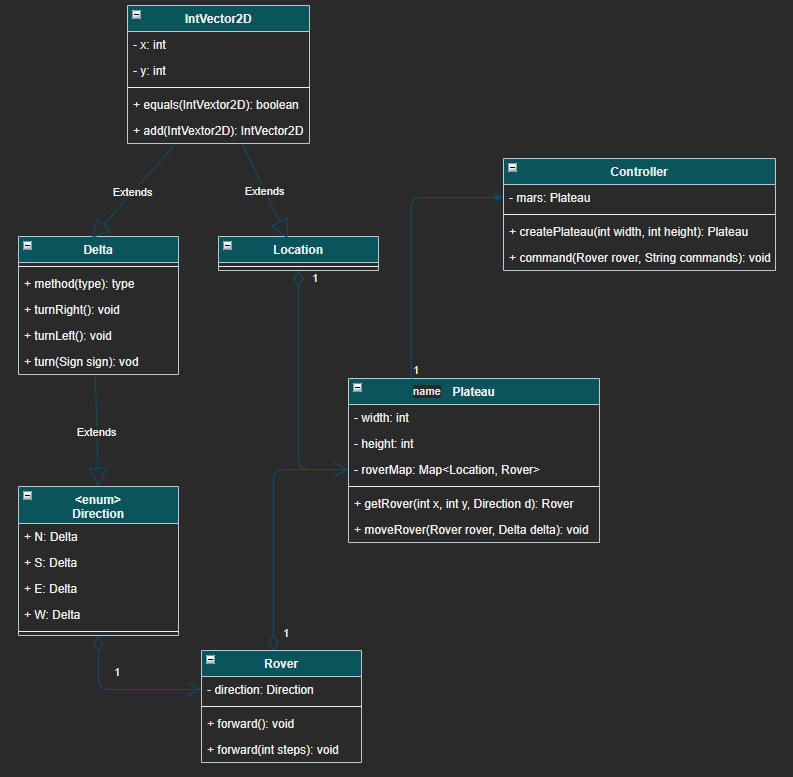 IntVector2D
- x: int
- y: int
+ equals(IntVextor2D): boolean
+ add(IntVextor2D): IntVector2D
Extends
Extends
Controller
- mars: Plateau
+ createPlateau(int width, int height): Plateau
+ command(Rover rover, String commands): void
Delta
+ method(type): type
+ turnRight(): void
+ turnLeft(): void
+ turn(Sign sign): vod
Location
1
1
name Plateau
- width: int
- height: int
- roverMap: Map<Location, Rover>
+ getRover(int x, int y, Direction d): Rover
+ moveRover(Rover rover, Delta delta): void
Extends
<enum>
Direction
+ N: Delta
+ S: Delta
+ E: Delta
+ W: Delta
1
1
Rover
- direction: Direction
+ forward(): void
+ forward(int steps): void